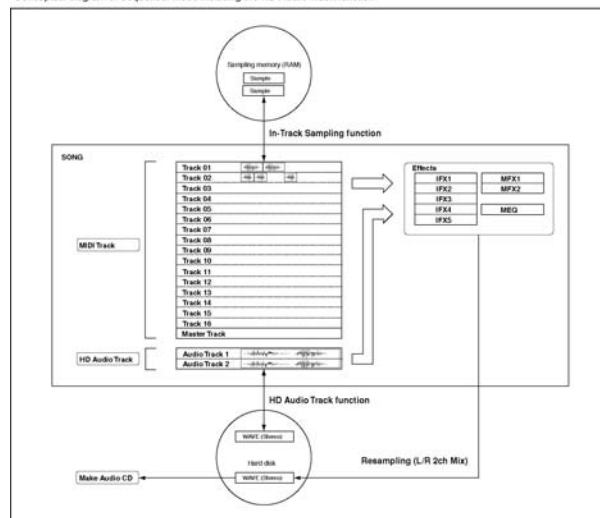 Sampling memory (RAM)
Sample
Sample
In-Track Sampling function
SONG
MIDI Track
Track 01
Track 02
Track 03
Track 04
Track 05
Track 06
Track 07
Track 08
Track 09
Track 10
Track 11
Track 12
Track 13
Track 14
Track 15
Track 16
Master Track
HD Audio Track
Audio Track 1
Audio Track 2
Effects
IFX1
IFX2
IFX3
IFX4
IFX5
MFX1
MFX2
MEQ
HD Audio Track function
WAVE (Stereo)
Hard disk
WAVE (Stereo)
Resampling (L/R 2ch Mix)
Make Audio CD